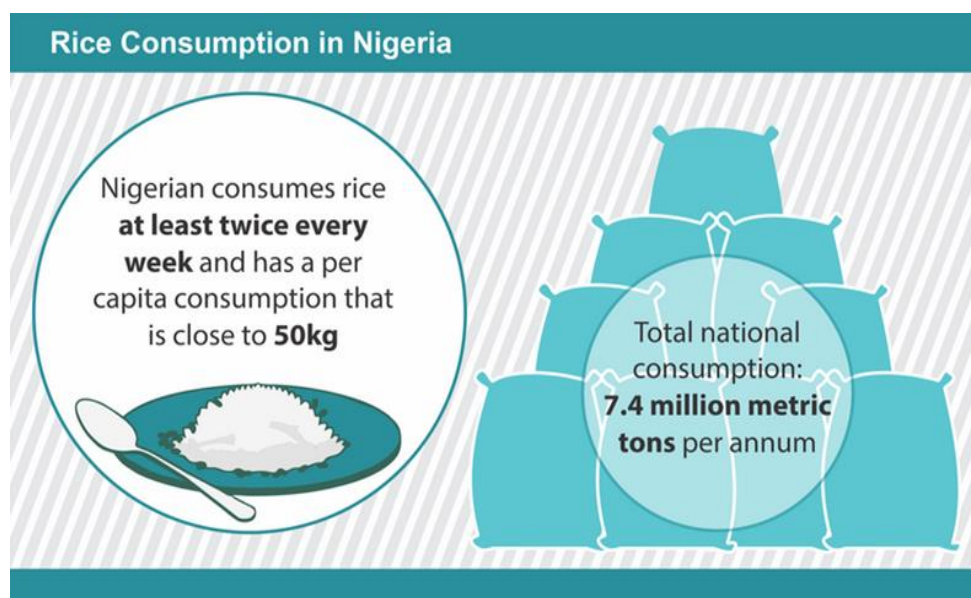 Rice Consumption in Nigeria
Nigerian consumes rice
at least twice every
week and has a per
capita consumption that
is close to 50kg
Total national
consumption:
7.4 million metric
tons per annum